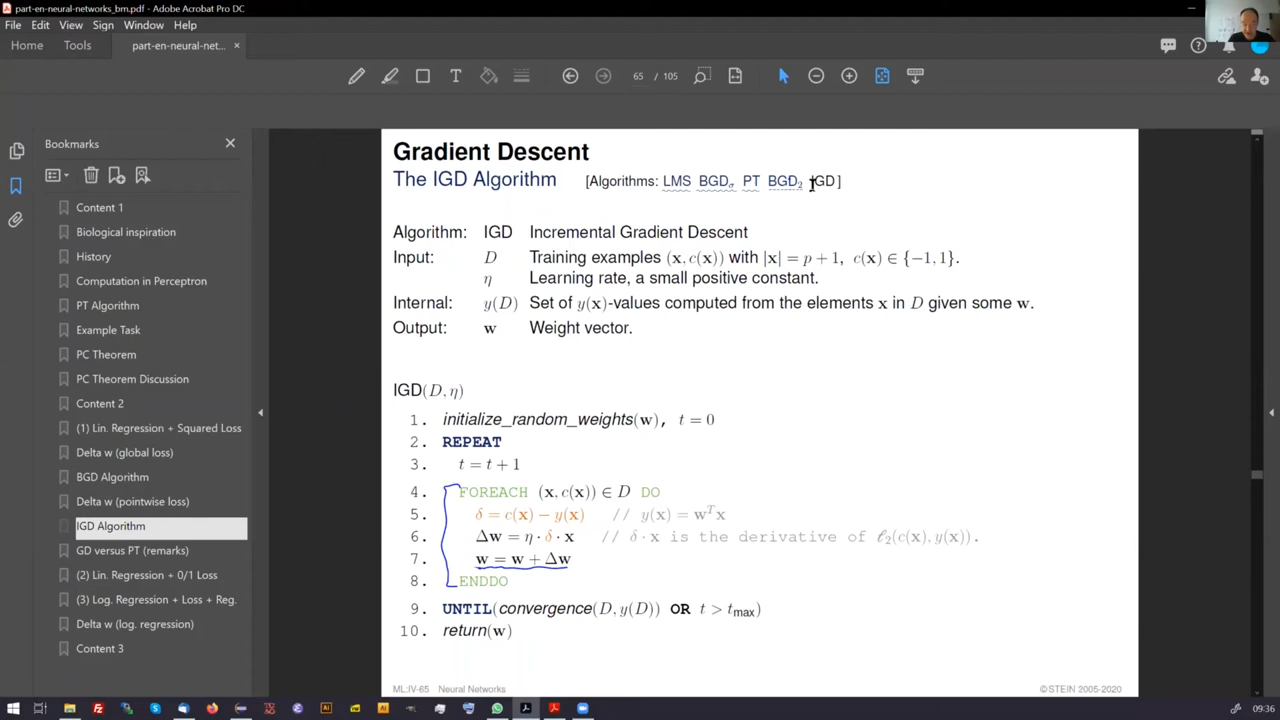 part-en-neural-networks_bm.pdf - Adobe Acrobat Pro DC
File Edit View Sign Window Help
Home Tools part-en-neural-net... ×
65 / 105
Bookmarks
Content 1
Biological inspiration
History
Computation in Perceptron
PT Algorithm
Example Task
PC Theorem
PC Theorem Discussion
Content 2
(1) Lin. Regression + Squared Loss
Delta w (global loss)
BGD Algorithm
Delta w (pointwise loss)
IGD Algorithm
GD versus PT (remarks)
(2) Lin. Regression + 0/1 Loss
(3) Log. Regression + Loss + Reg.
Delta w (log. regression)
Content 3
Gradient Descent
The IGD Algorithm [Algorithms: LMS BGDσ PT BGD₂ IGD ]
Algorithm: IGD Incremental Gradient Descent
Input: D Training examples (x, c(x)) with |x| = p + 1, c(x) ∈ {−1, 1}.
η Learning rate, a small positive constant.
Internal: y(D) Set of y(x)-values computed from the elements x in D given some w.
Output: w Weight vector.
IGD(D, η)
1. initialize_random_weights(w), t = 0
2. REPEAT
3. t = t + 1
4. FOREACH (x, c(x)) ∈ D DO
5. δ = c(x) − y(x) // y(x) = wᵀx
6. Δw = η · δ · x // δ · x is the derivative of ℓ₂(c(x), y(x)).
7. w = w + Δw
8. ENDDO
9. UNTIL(convergence(D, y(D)) OR t > tmax)
10. return(w)
ML:IV-65 Neural Networks ©STEIN 2005-2020
09:36